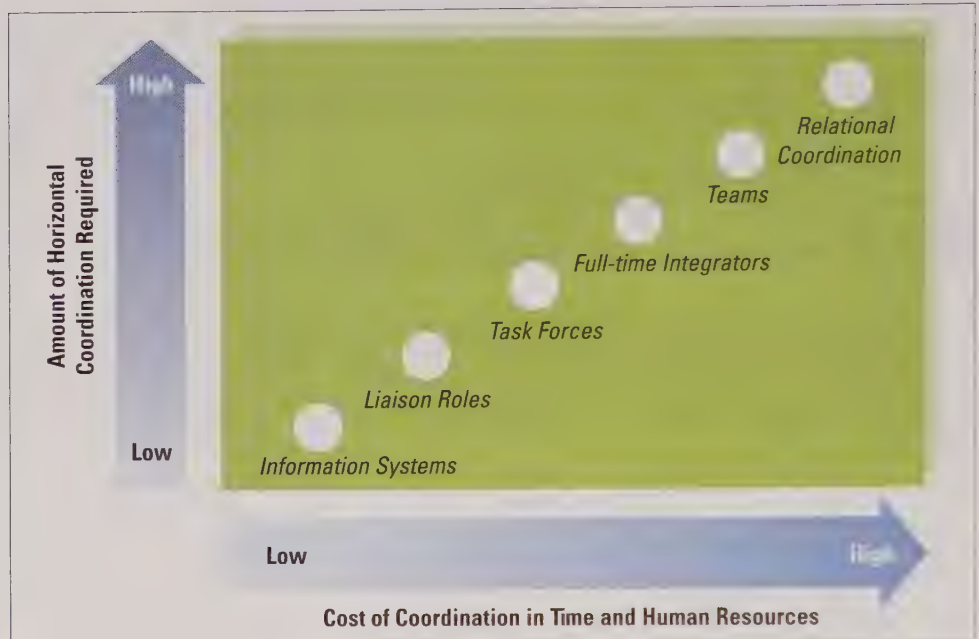 High
Amount of Horizontal
Coordination Required
Low
Relational
Coordination
Teams
Full-time Integrators
Task Forces
Liaison Roles
Information Systems
Low
High
Cost of Coordination in Time and Human Resources